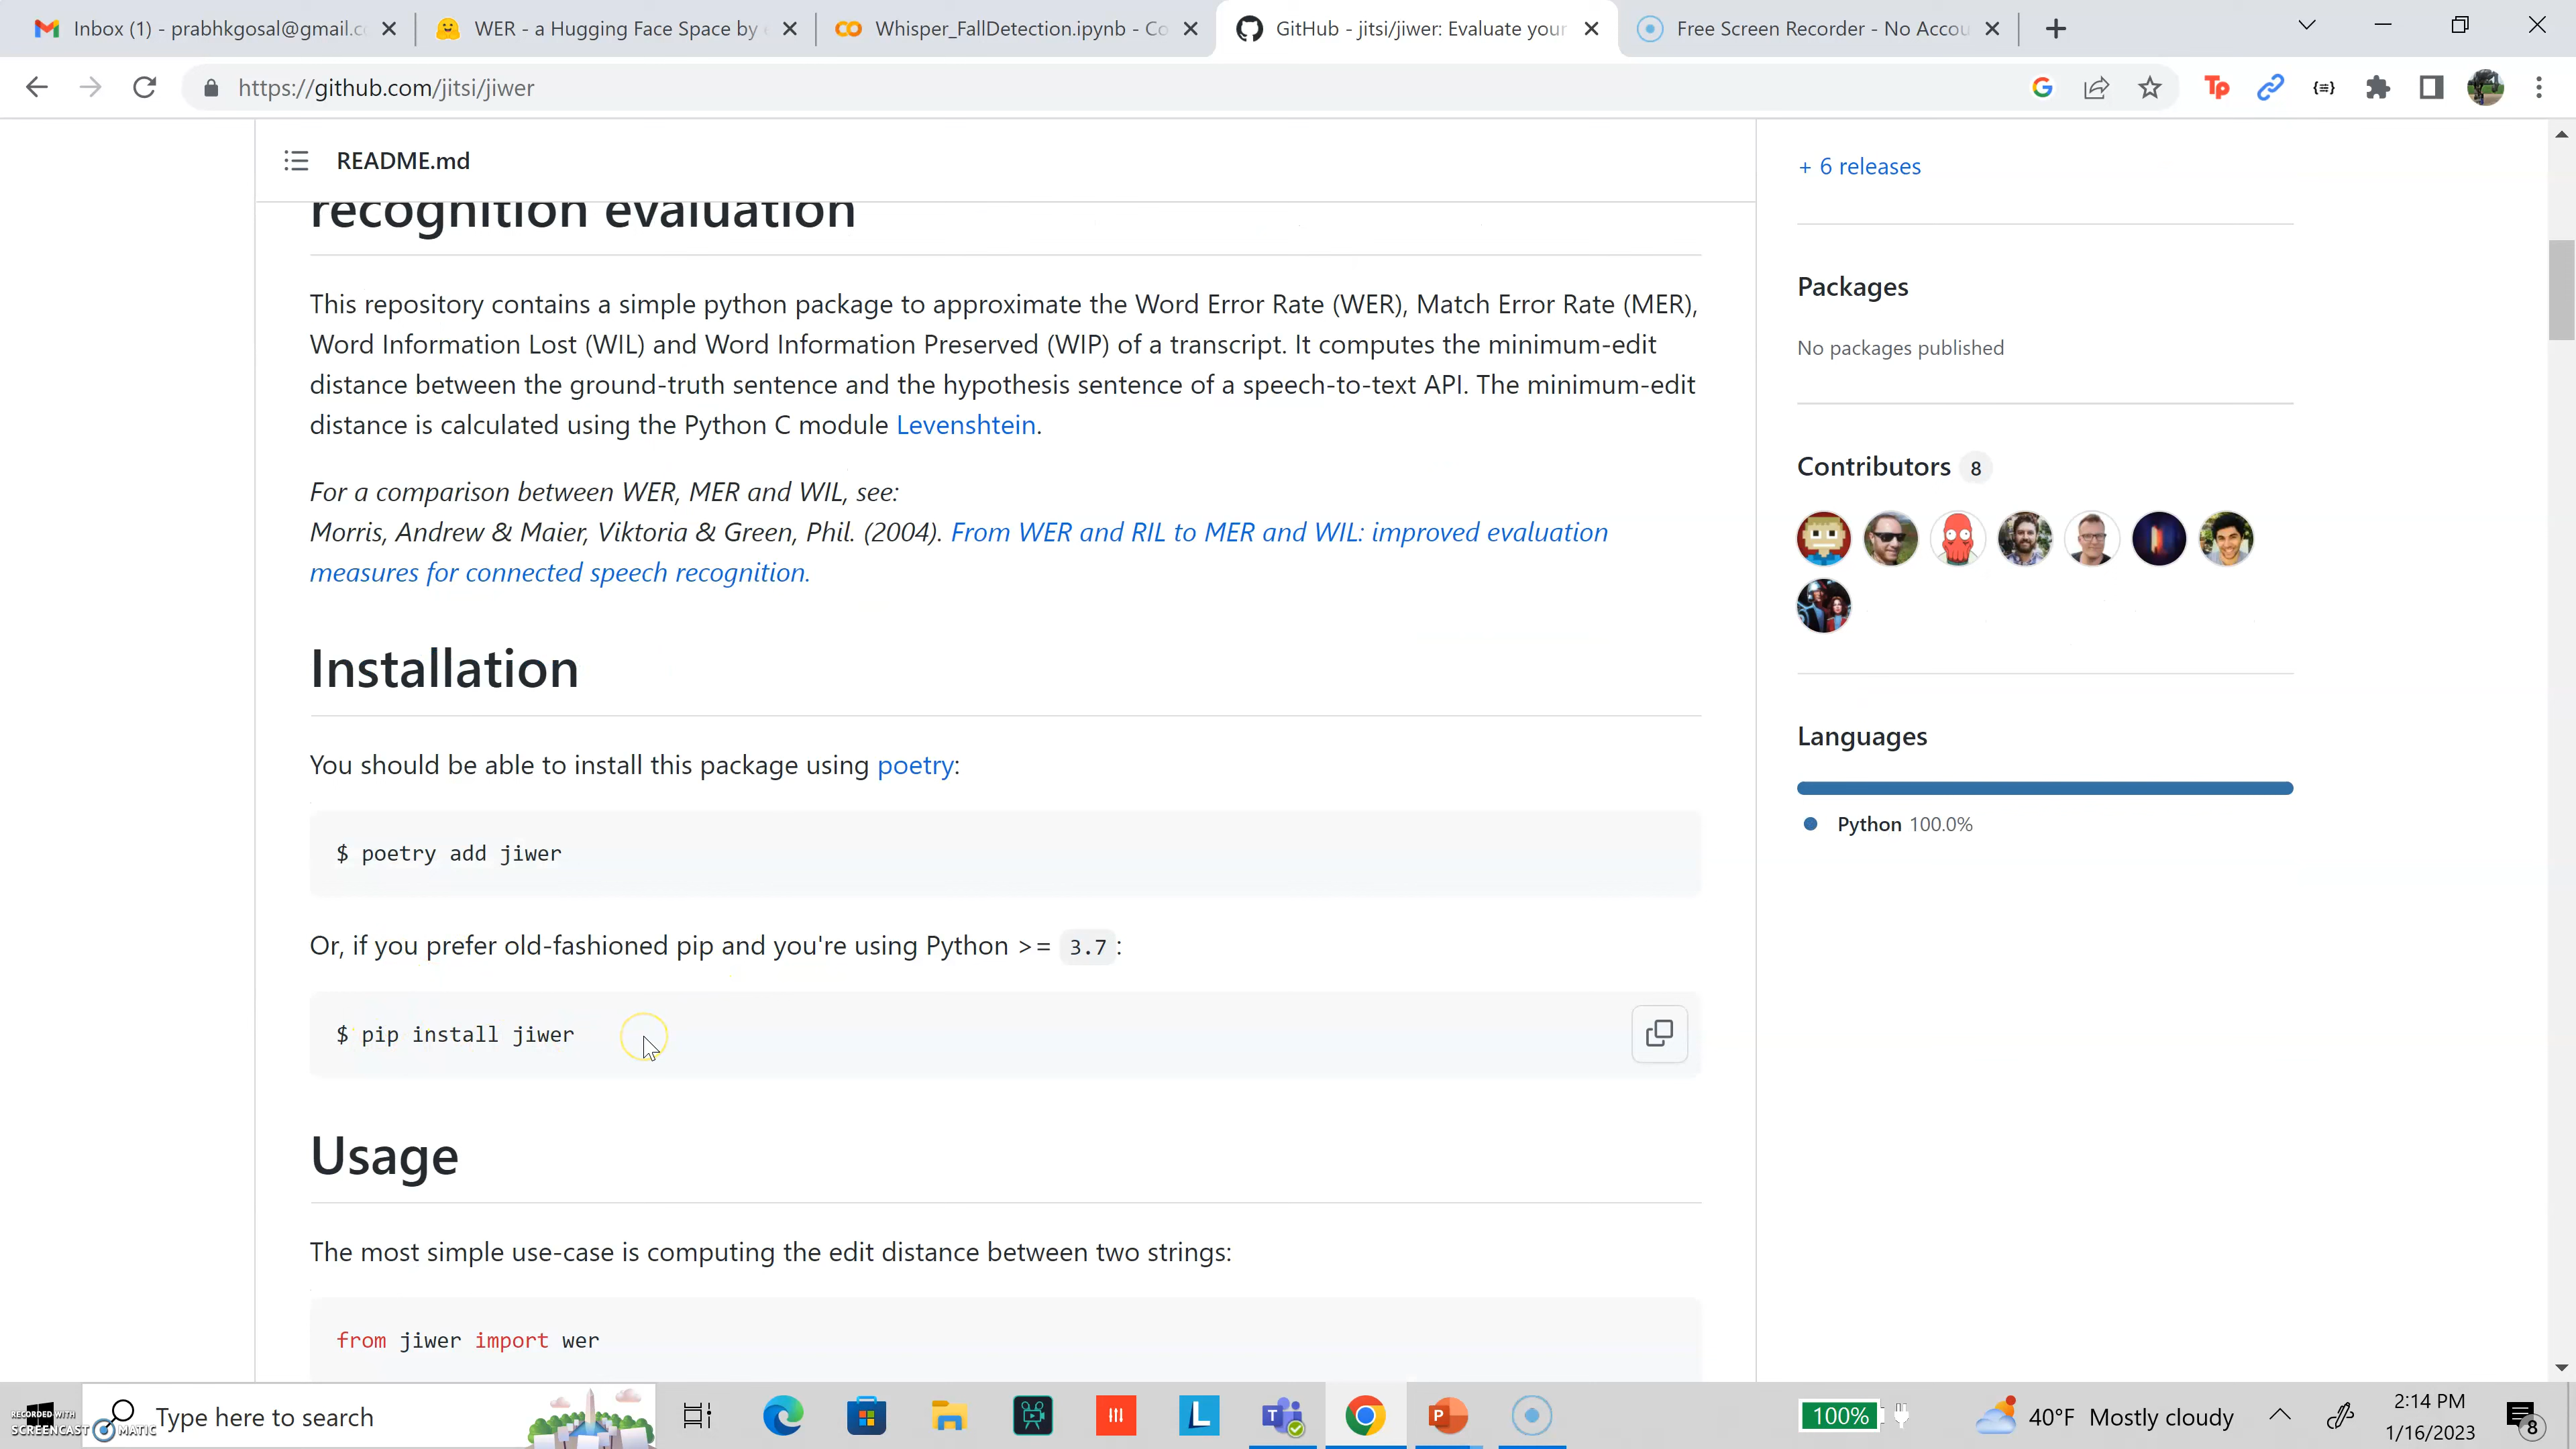 Inbox (1) - prabhkgosal@gmail.co
WER - a Hugging Face Space by
Whisper_FallDetection.ipynb - Co
GitHub - jitsi/jiwer: Evaluate your
Free Screen Recorder - No Accou
https://github.com/jitsi/jiwer
README.md
recognition evaluation
This repository contains a simple python package to approximate the Word Error Rate (WER), Match Error Rate (MER),
Word Information Lost (WIL) and Word Information Preserved (WIP) of a transcript. It computes the minimum-edit
distance between the ground-truth sentence and the hypothesis sentence of a speech-to-text API. The minimum-edit
distance is calculated using the Python C module Levenshtein.
For a comparison between WER, MER and WIL, see:
Morris, Andrew & Maier, Viktoria & Green, Phil. (2004). From WER and RIL to MER and WIL: improved evaluation
measures for connected speech recognition.
Installation
You should be able to install this package using poetry:
$ poetry add jiwer
Or, if you prefer old-fashioned pip and you're using Python >= 3.7:
$ pip install jiwer
Usage
The most simple use-case is computing the edit distance between two strings:
from jiwer import wer
+ 6 releases
Packages
No packages published
Contributors 8
Languages
Python 100.0%
RECORDED WITH
SCREENCAST MATIC
Type here to search
100%
40°F Mostly cloudy
2:14 PM
1/16/2023
8